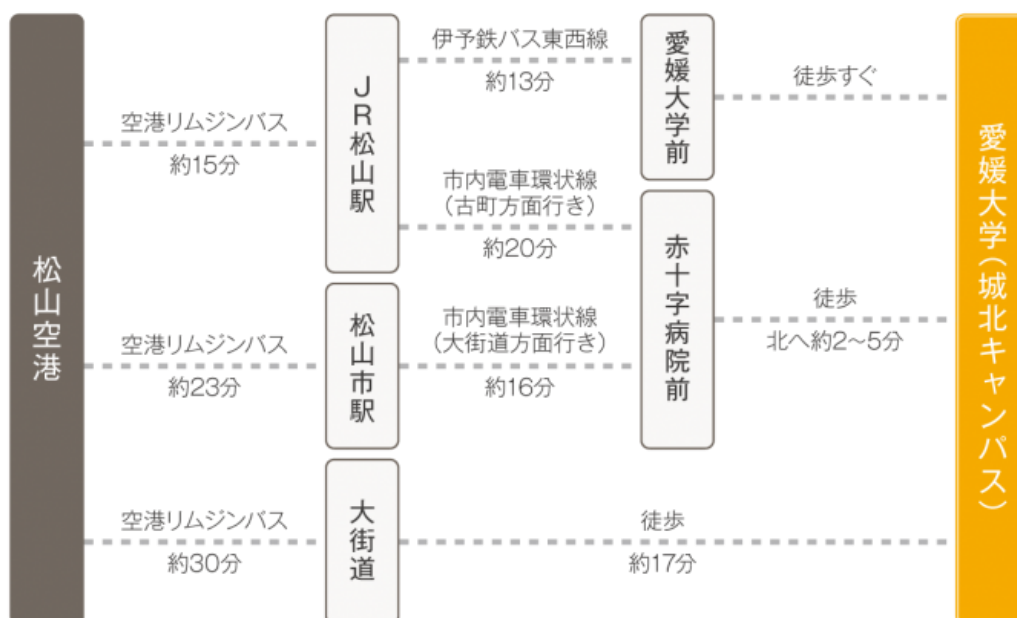 松山空港
空港リムジンバス
約15分
JR松山駅
伊予鉄バス東西線
約13分
愛媛大学前
徒歩すぐ
市内電車環状線
（古町方面行き）
約20分
赤十字病院前
徒歩
北へ約2〜5分
空港リムジンバス
約23分
松山市駅
市内電車環状線
（大街道方面行き）
約16分
空港リムジンバス
約30分
大街道
徒歩
約17分
愛媛大学（城北キャンパス）